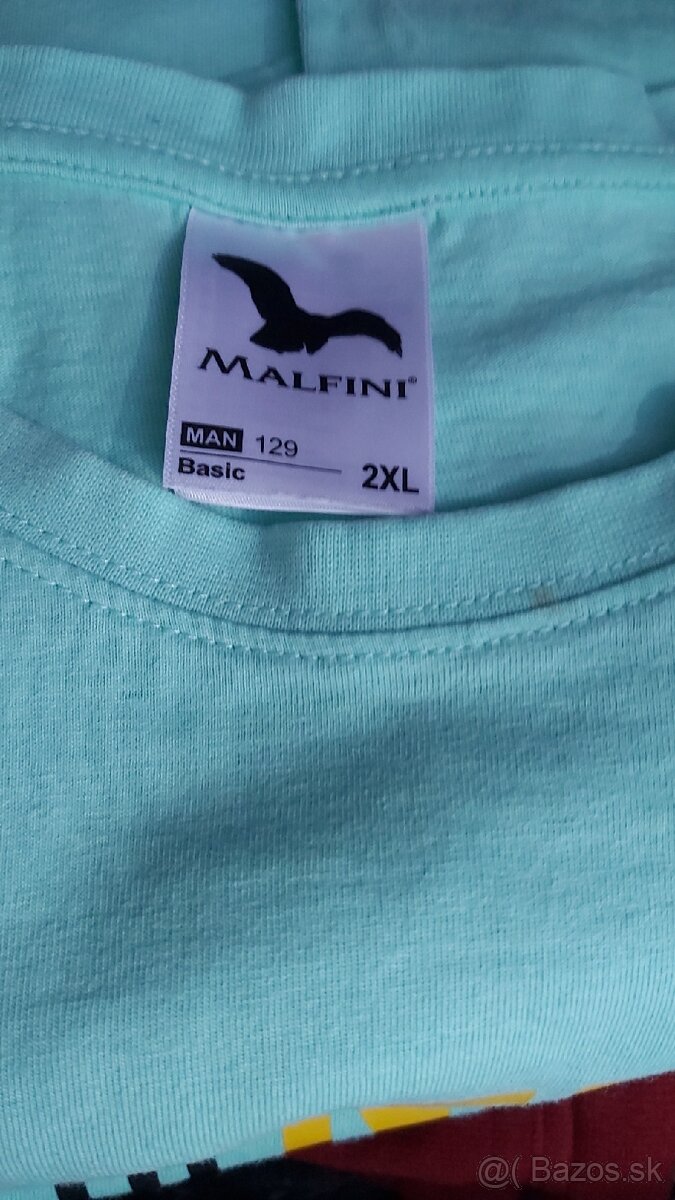 MALFINI®
MAN 129
Basic
2XL
@( Bazos.sk